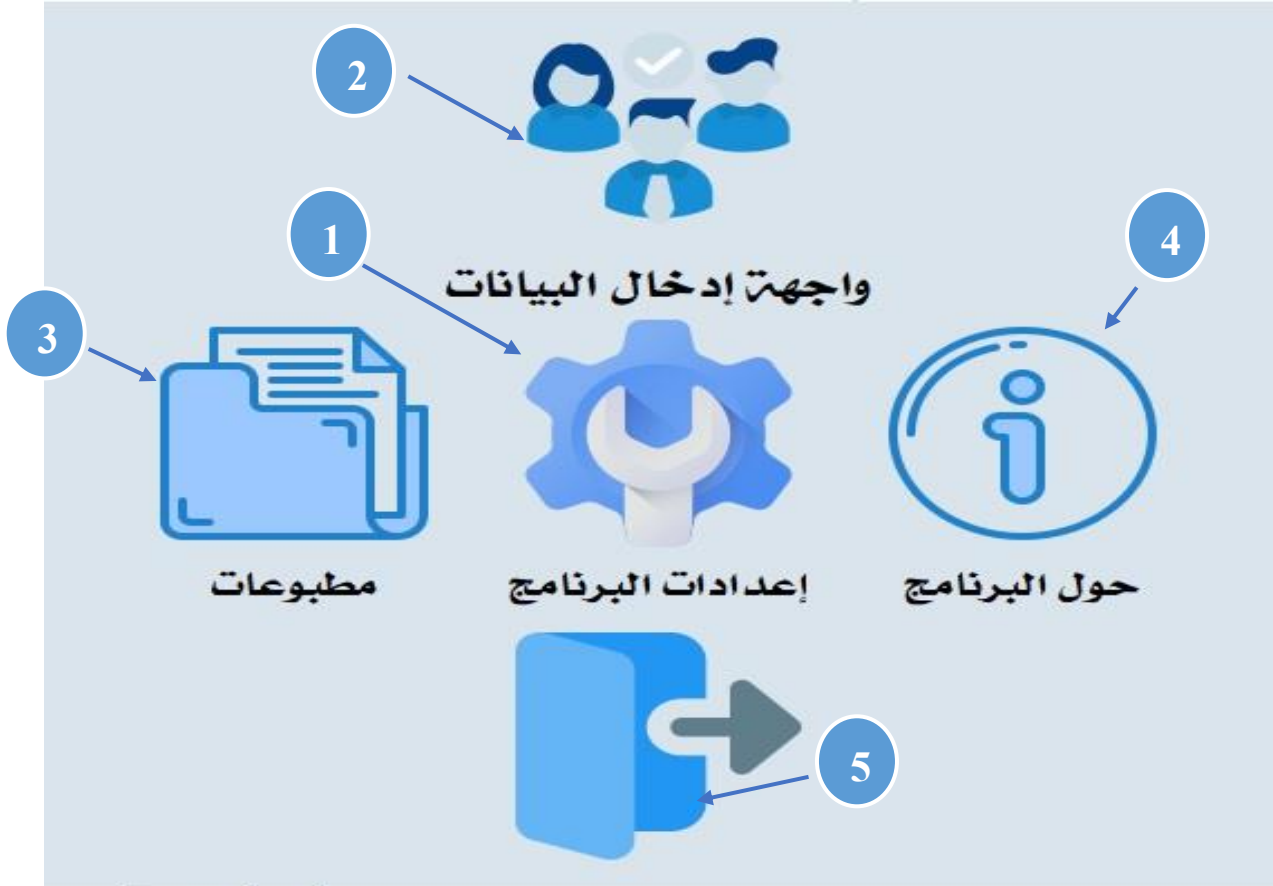 2
1
4
واجهة إدخال البيانات
3
حول البرنامج
إعدادات البرنامج
مطبوعات
5